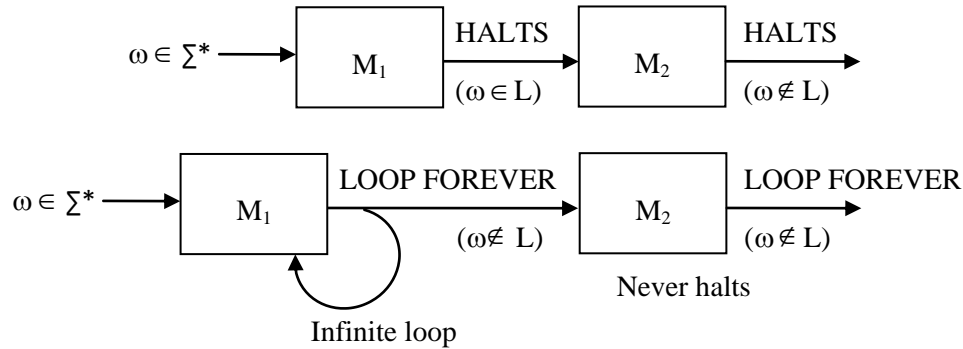 HALTS HALTS
ω ∈ ∑* M₁ M₂
(ω ∈ L) (ω ∉ L)
LOOP FOREVER LOOP FOREVER
ω ∈ ∑* M₁ M₂
(ω∉ L) (ω ∉ L)
Never halts
Infinite loop